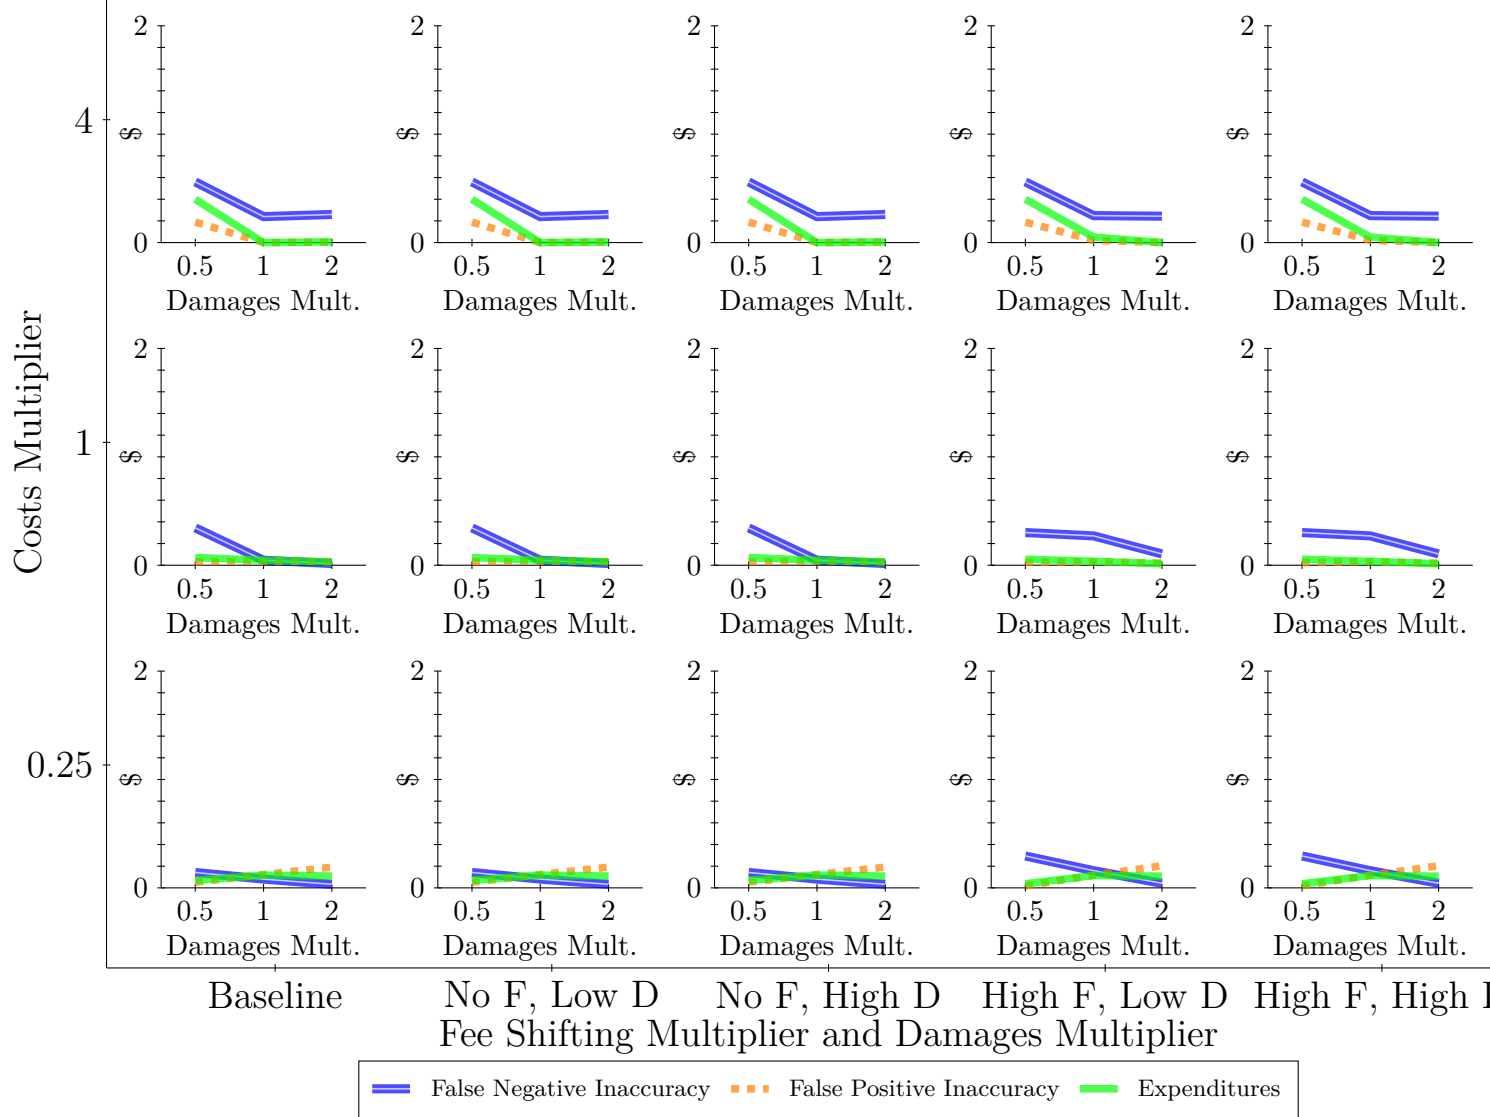 2 2 2 2 2
4
$ $ $ $ $
0 0 0 0 0
0.5 1 2 0.5 1 2 0.5 1 2 0.5 1 2 0.5 1 2
Damages Mult. Damages Mult. Damages Mult. Damages Mult. Damages Mult.
Costs Multiplier
2 2 2 2 2
1
$ $ $ $ $
0 0 0 0 0
0.5 1 2 0.5 1 2 0.5 1 2 0.5 1 2 0.5 1 2
Damages Mult. Damages Mult. Damages Mult. Damages Mult. Damages Mult.
2 2 2 2 2
0.25
$ $ $ $ $
0 0 0 0 0
0.5 1 2 0.5 1 2 0.5 1 2 0.5 1 2 0.5 1 2
Damages Mult. Damages Mult. Damages Mult. Damages Mult. Damages Mult.
Baseline No F, Low D No F, High D High F, Low D High F, High
Fee Shifting Multiplier and Damages Multiplier
False Negative Inaccuracy False Positive Inaccuracy Expenditures